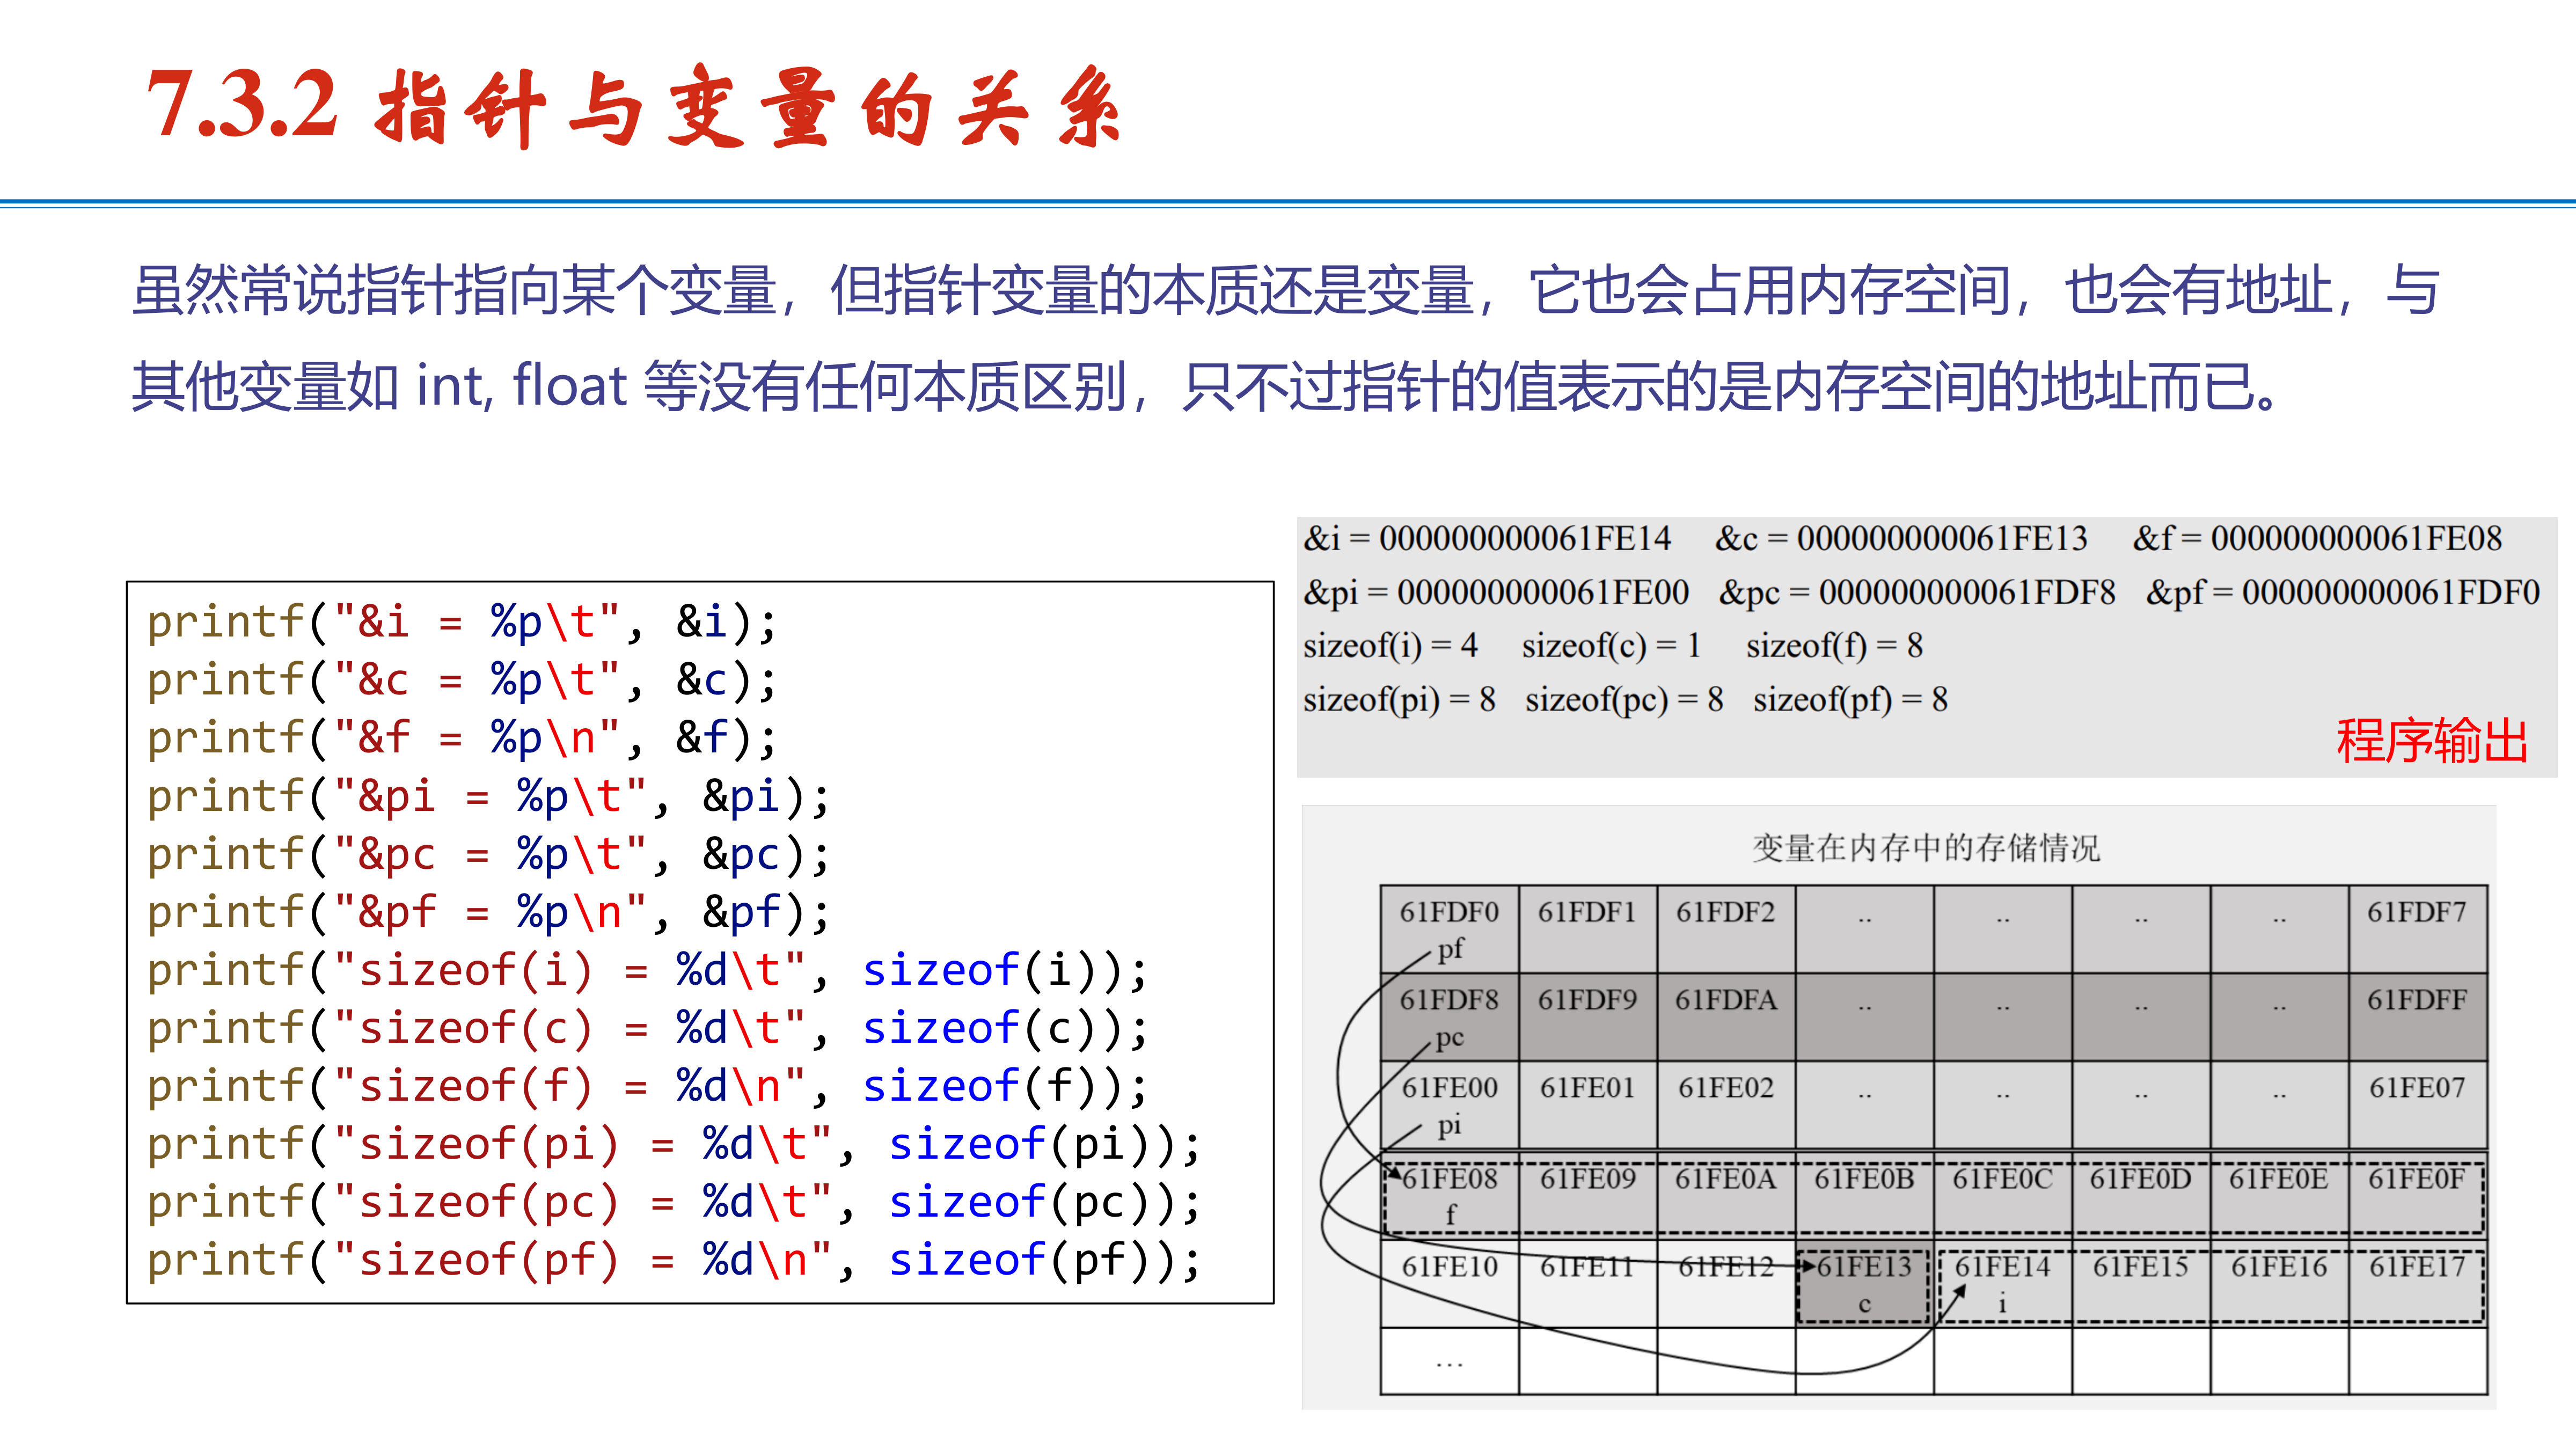 7.3.2 指针与变量的关系
虽然常说指针指向某个变量，但指针变量的本质还是变量，它也会占用内存空间，也会有地址，与
其他变量如 int, float 等没有任何本质区别，只不过指针的值表示的是内存空间的地址而已。
printf("&i = %p\t", &i);
printf("&c = %p\t", &c);
printf("&f = %p\n", &f);
printf("&pi = %p\t", &pi);
printf("&pc = %p\t", &pc);
printf("&pf = %p\n", &pf);
printf("sizeof(i) = %d\t", sizeof(i));
printf("sizeof(c) = %d\t", sizeof(c));
printf("sizeof(f) = %d\n", sizeof(f));
printf("sizeof(pi) = %d\t", sizeof(pi));
printf("sizeof(pc) = %d\t", sizeof(pc));
printf("sizeof(pf) = %d\n", sizeof(pf));
&i = 000000000061FE14 &c = 000000000061FE13 &f = 000000000061FE08
&pi = 000000000061FE00 &pc = 000000000061FDF8 &pf = 000000000061FDF0
sizeof(i) = 4 sizeof(c) = 1 sizeof(f) = 8
sizeof(pi) = 8 sizeof(pc) = 8 sizeof(pf) = 8
程序输出
变量在内存中的存储情况
61FDF0 61FDF1 61FDF2 .. .. .. .. 61FDF7
pf
61FDF8 61FDF9 61FDFA .. .. .. .. 61FDFF
pc
61FE00 61FE01 61FE02 .. .. .. .. 61FE07
pi
61FE08 61FE09 61FE0A 61FE0B 61FE0C 61FE0D 61FE0E 61FE0F
f
61FE10 61FE11 61FE12 61FE13 61FE14 61FE15 61FE16 61FE17
c i
...